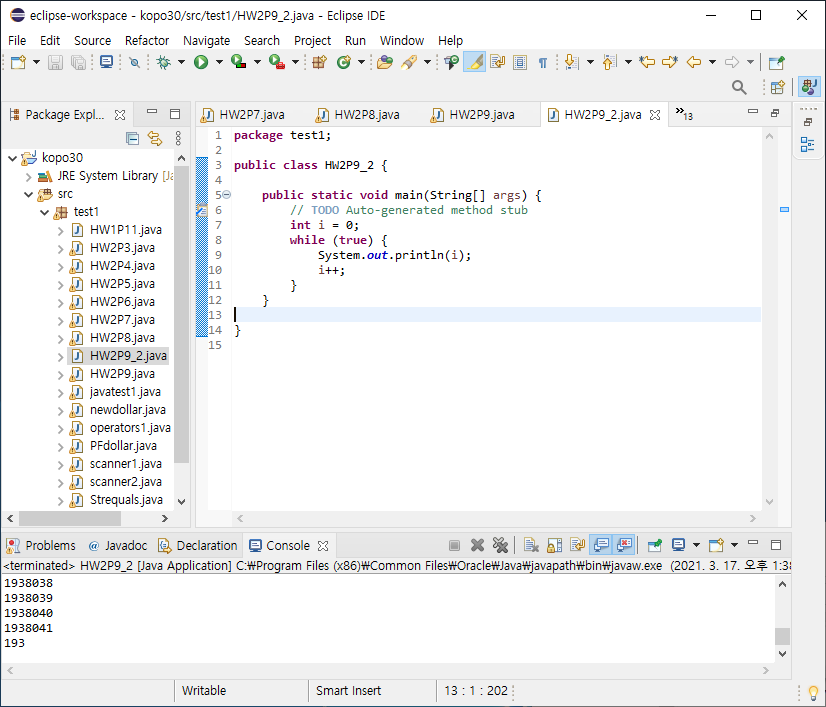 eclipse-workspace - kopo30/src/test1/HW2P9_2.java - Eclipse IDE
File Edit Source Refactor Navigate Search Project Run Window Help
Package Expl...
HW2P7.java HW2P8.java HW2P9.java HW2P9_2.java 13
kopo30
JRE System Library [Ja
src
test1
HW1P11.java
HW2P3.java
HW2P4.java
HW2P5.java
HW2P6.java
HW2P7.java
HW2P8.java
HW2P9_2.java
HW2P9.java
javatest1.java
newdollar.java
operators1.java
PFdollar.java
scanner1.java
scanner2.java
Strequals.java
1 package test1;
2
3 public class HW2P9_2 {
4
5 public static void main(String[] args) {
6 // TODO Auto-generated method stub
7 int i = 0;
8 while (true) {
9 System.out.println(i);
10 i++;
11 }
12 }
13
14 }
15
Problems Javadoc Declaration Console
<terminated> HW2P9_2 [Java Application] C:₩Program Files (x86)₩Common Files₩Oracle₩Java₩javapath₩bin₩javaw.exe (2021. 3. 17. 오후 1:38
1938038
1938039
1938040
1938041
193
Writable Smart Insert 13 : 1 : 202